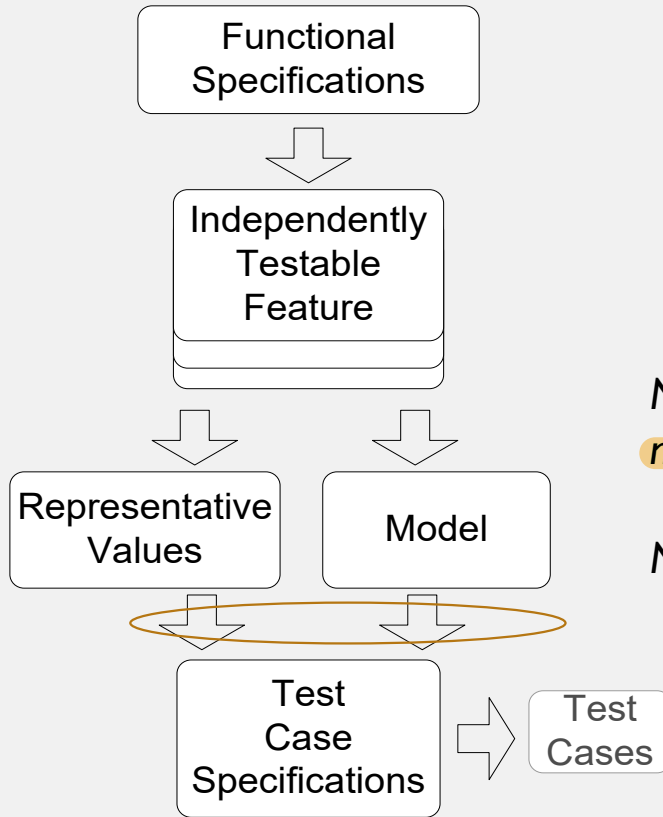 Functional
Specifications
Independently
Testable
Feature
Representative
Values
Model
Test
Case
Specifications
Test
Cases